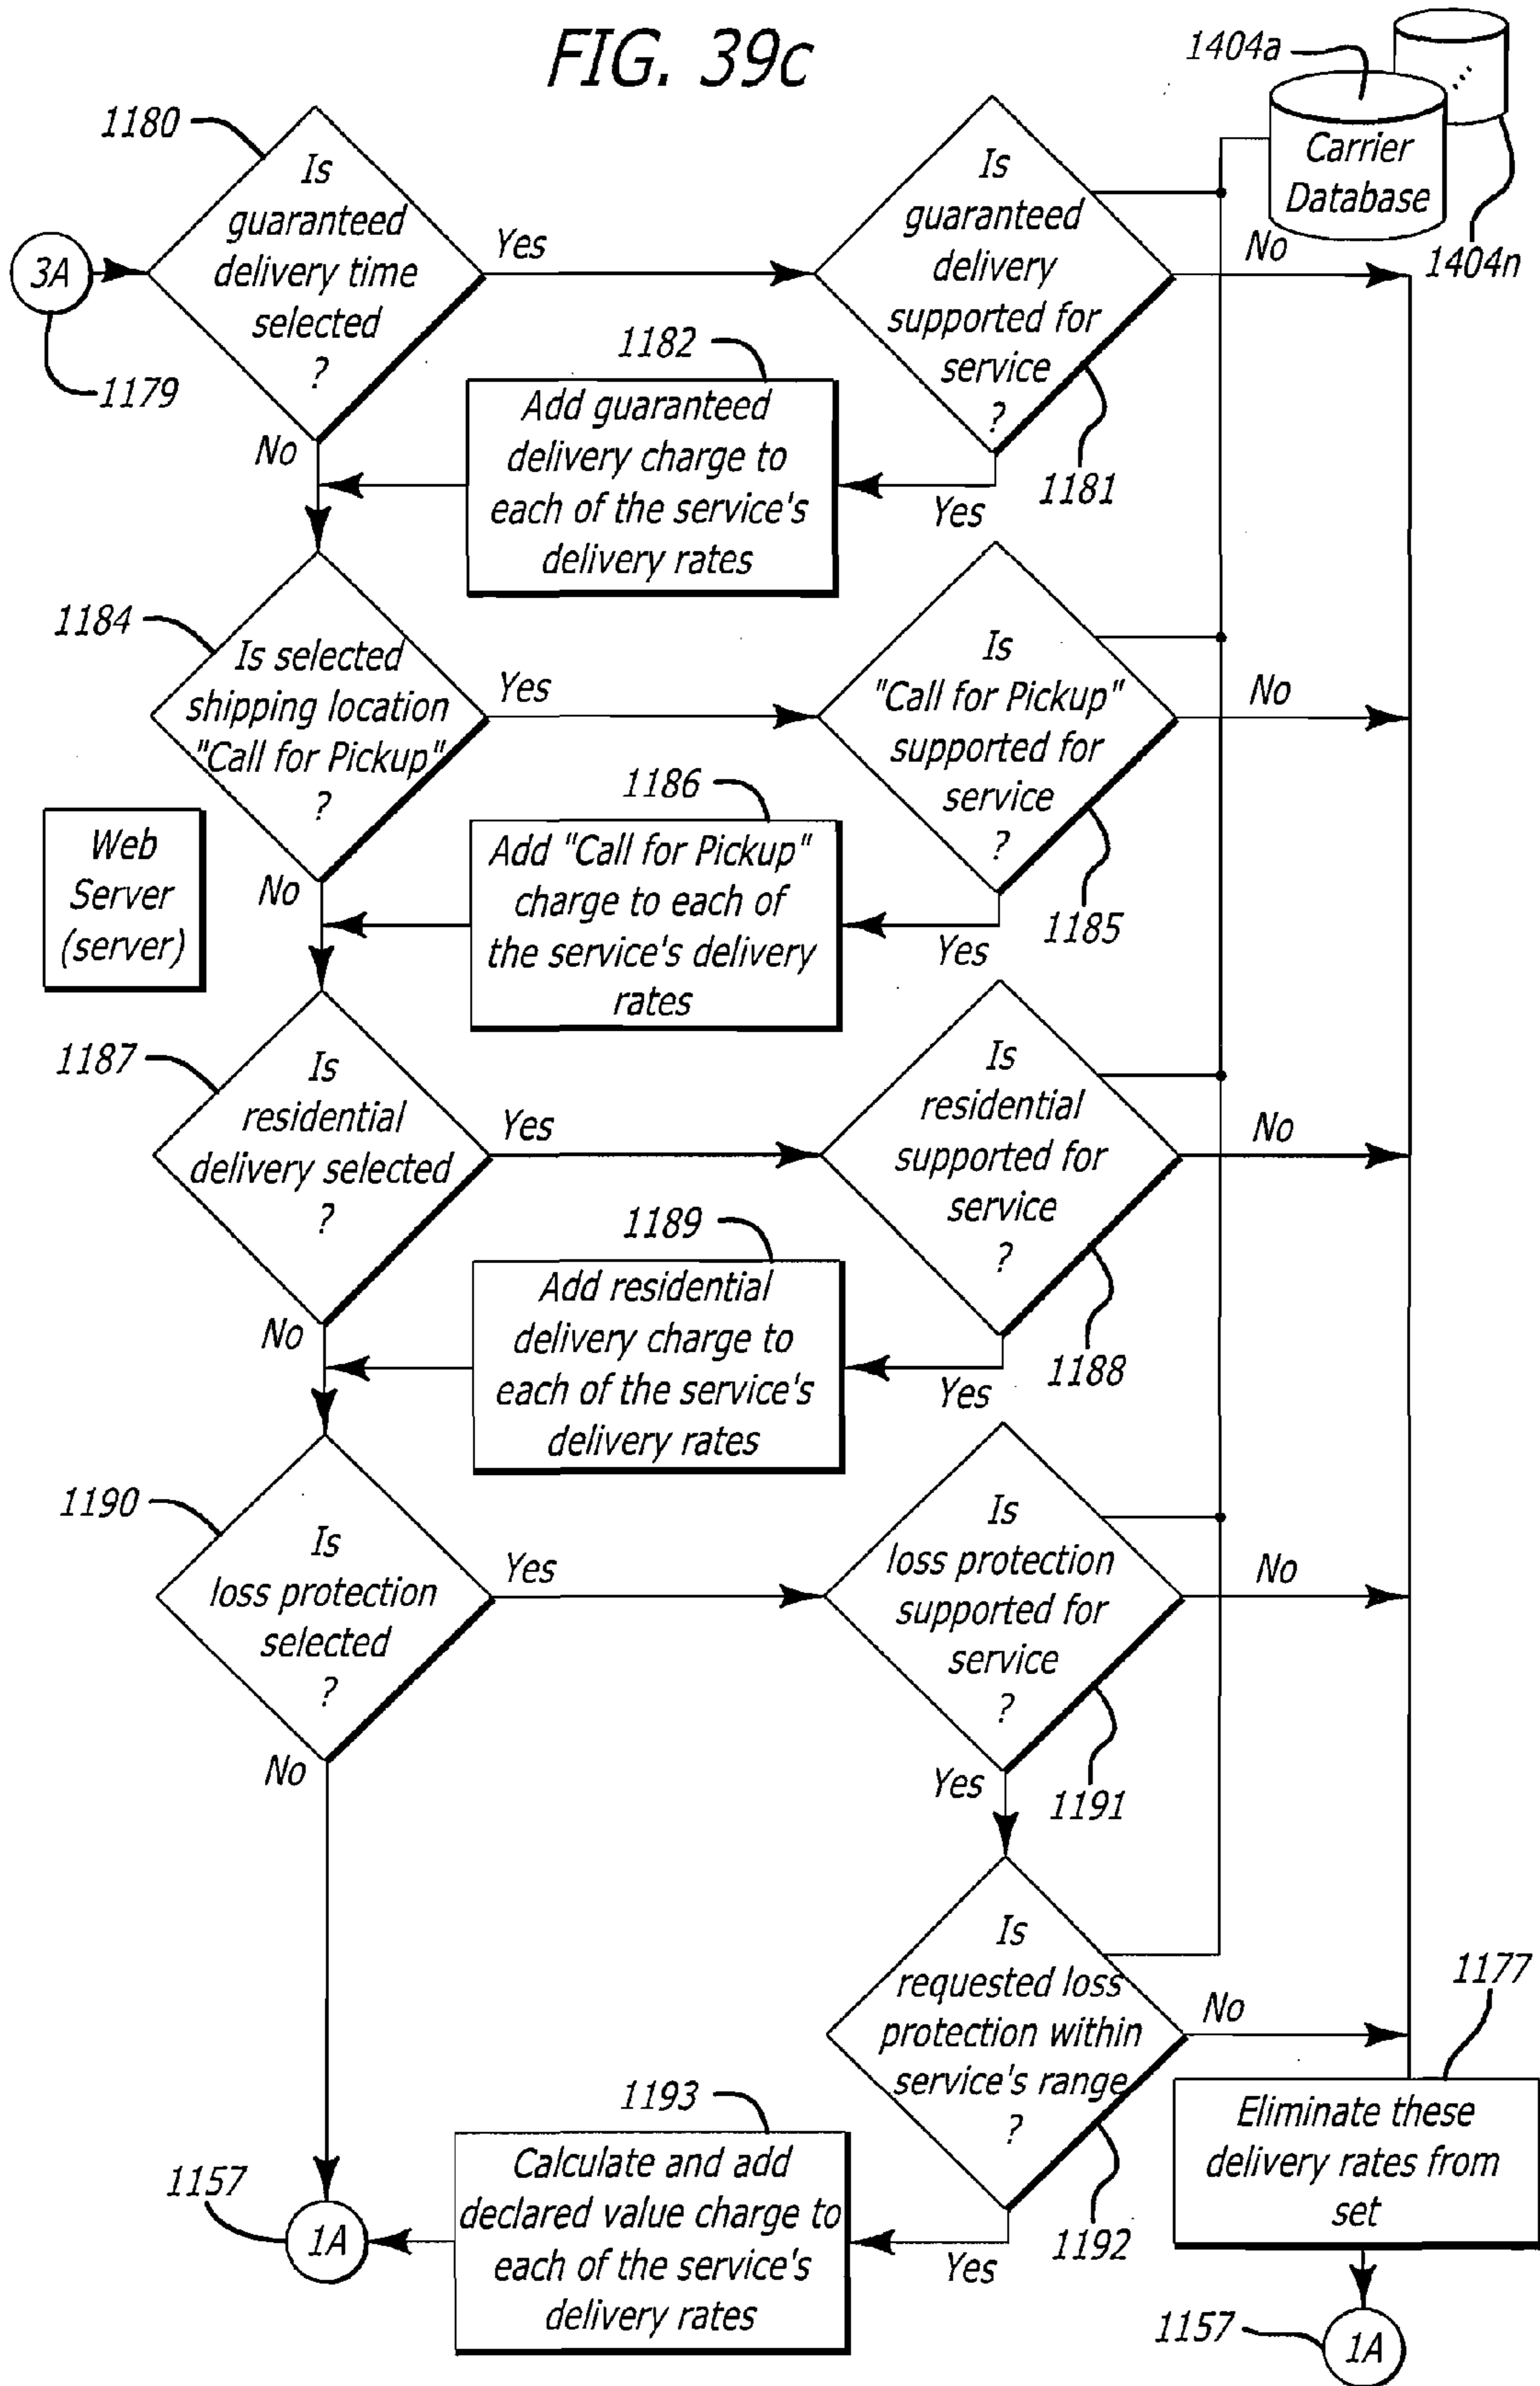 FIG. 39c
1404a
1180
Is
guaranteed
delivery time
selected
?
Yes
Is
guaranteed
delivery
supported for
service
?
Carrier
Database
...
1404n
No
3A
1179
No
1182
Add guaranteed
delivery charge to
each of the service's
delivery rates
Yes
1181
1184
Is selected
shipping location
"Call for Pickup"
?
Yes
Is
"Call for Pickup"
supported for
service
?
No
Web
Server
(server)
No
1186
Add "Call for Pickup"
charge to each of
the service's delivery
rates
Yes
1185
1187
Is
residential
delivery selected
?
Yes
Is
residential
supported for
service
?
No
No
1189
Add residential
delivery charge to
each of the service's
delivery rates
Yes
1188
1190
Is
loss protection
selected
?
Yes
Is
loss protection
supported for
service
?
No
No
Yes
1191
Is
requested loss
protection within
service's range
?
No
1177
Eliminate these
delivery rates from
set
1193
Calculate and add
declared value charge to
each of the service's
delivery rates
Yes
1192
1157
1A
1157
1A